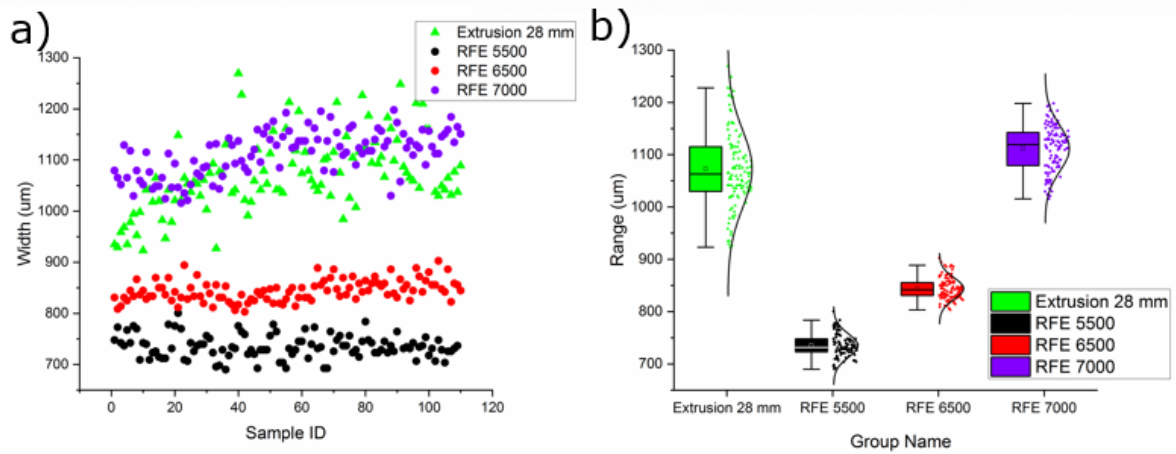 a)
Extrusion 28 mm
RFE 5500
RFE 6500
RFE 7000
1300
1200
1100
1000
900
800
700
Width (um)
0 20 40 60 80 100 120
Sample ID
b)
1300
1200
1100
1000
900
800
700
Range (um)
Extrusion 28 mm
RFE 5500
RFE 6500
RFE 7000
Extrusion 28 mm RFE 5500 RFE 6500 RFE 7000
Group Name